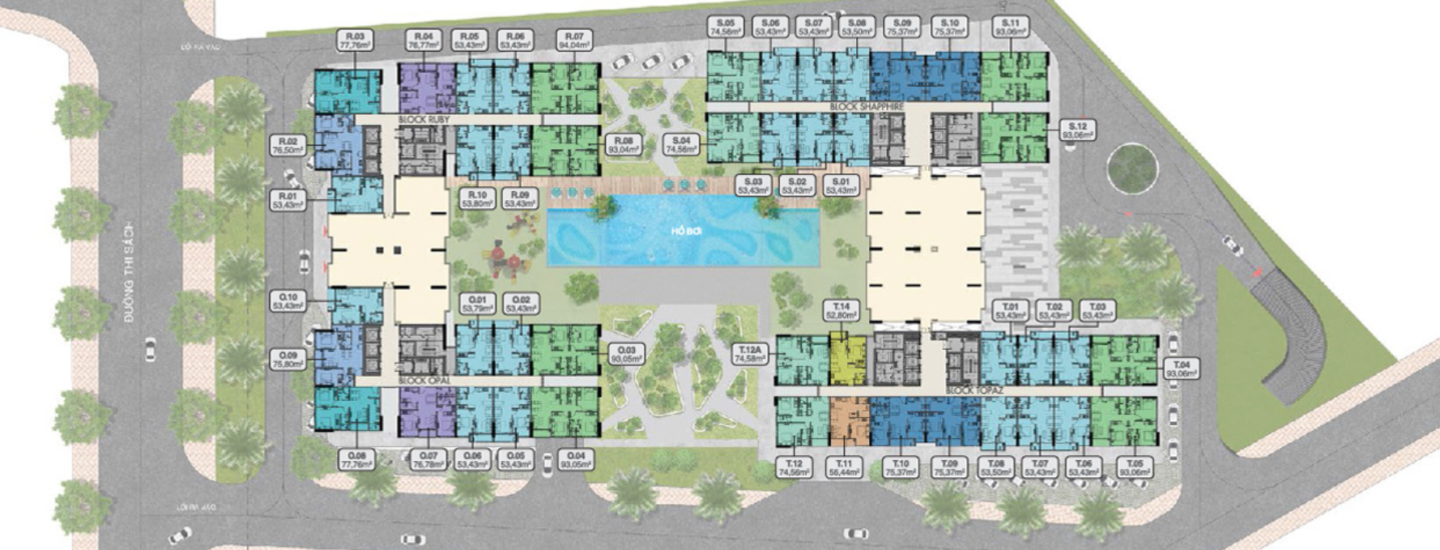 R.03
77,76m²
R.04
76,77m²
R.05
53,43m²
R.06
53,43m²
R.07
94,04m²
S.05
74,56m²
S.06
53,43m²
S.07
53,43m²
S.08
53,50m²
S.09
75,37m²
S.10
75,37m²
S.11
93,06m²
BLOCK RUBY
BLOCK SHAPPHIRE
R.02
76,50m²
R.08
93,04m²
S.04
74,56m²
S.12
93,06m²
R.01
53,43m²
R.10
53,80m²
R.09
53,43m²
S.03
53,43m²
S.02
53,43m²
S.01
53,43m²
HỒ BƠI
ĐƯỜNG THI SÁCH
O.10
53,43m²
O.01
53,79m²
O.02
53,43m²
T.14
52,80m²
T.01
53,43m²
T.02
53,43m²
T.03
53,43m²
O.09
75,80m²
O.03
93,05m²
T.12A
74,58m²
T.04
93,06m²
BLOCK OPAL
BLOCK TOPAZ
O.08
77,76m²
O.07
76,78m²
O.06
53,43m²
O.05
53,43m²
O.04
93,05m²
T.12
74,56m²
T.11
56,44m²
T.10
75,37m²
T.09
75,37m²
T.08
53,50m²
T.07
53,43m²
T.06
53,43m²
T.05
93,06m²